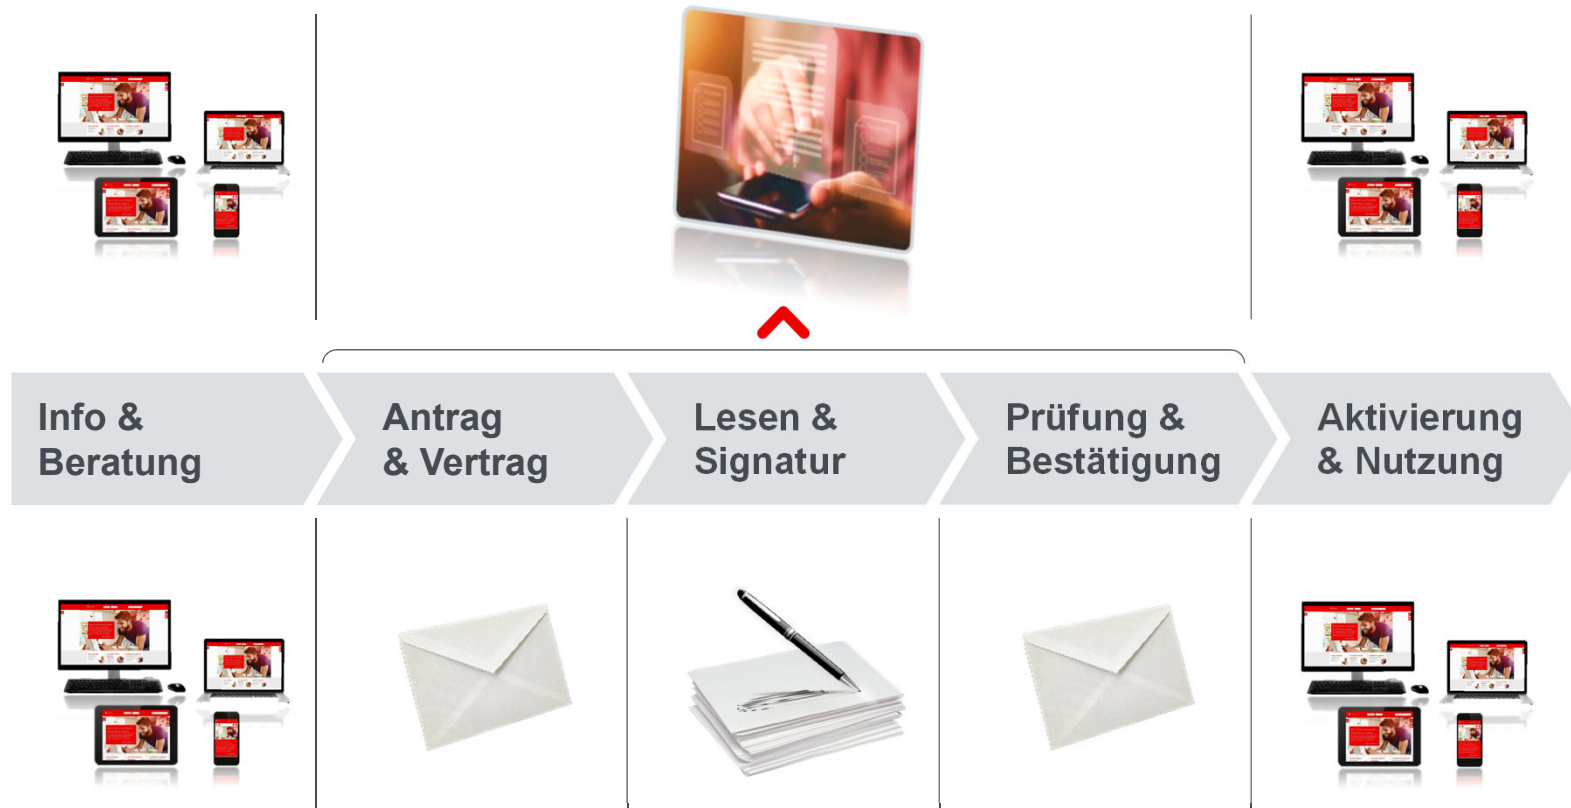 Info &
Beratung
Antrag
& Vertrag
Lesen &
Signatur
Prüfung &
Bestätigung
Aktivierung
& Nutzung